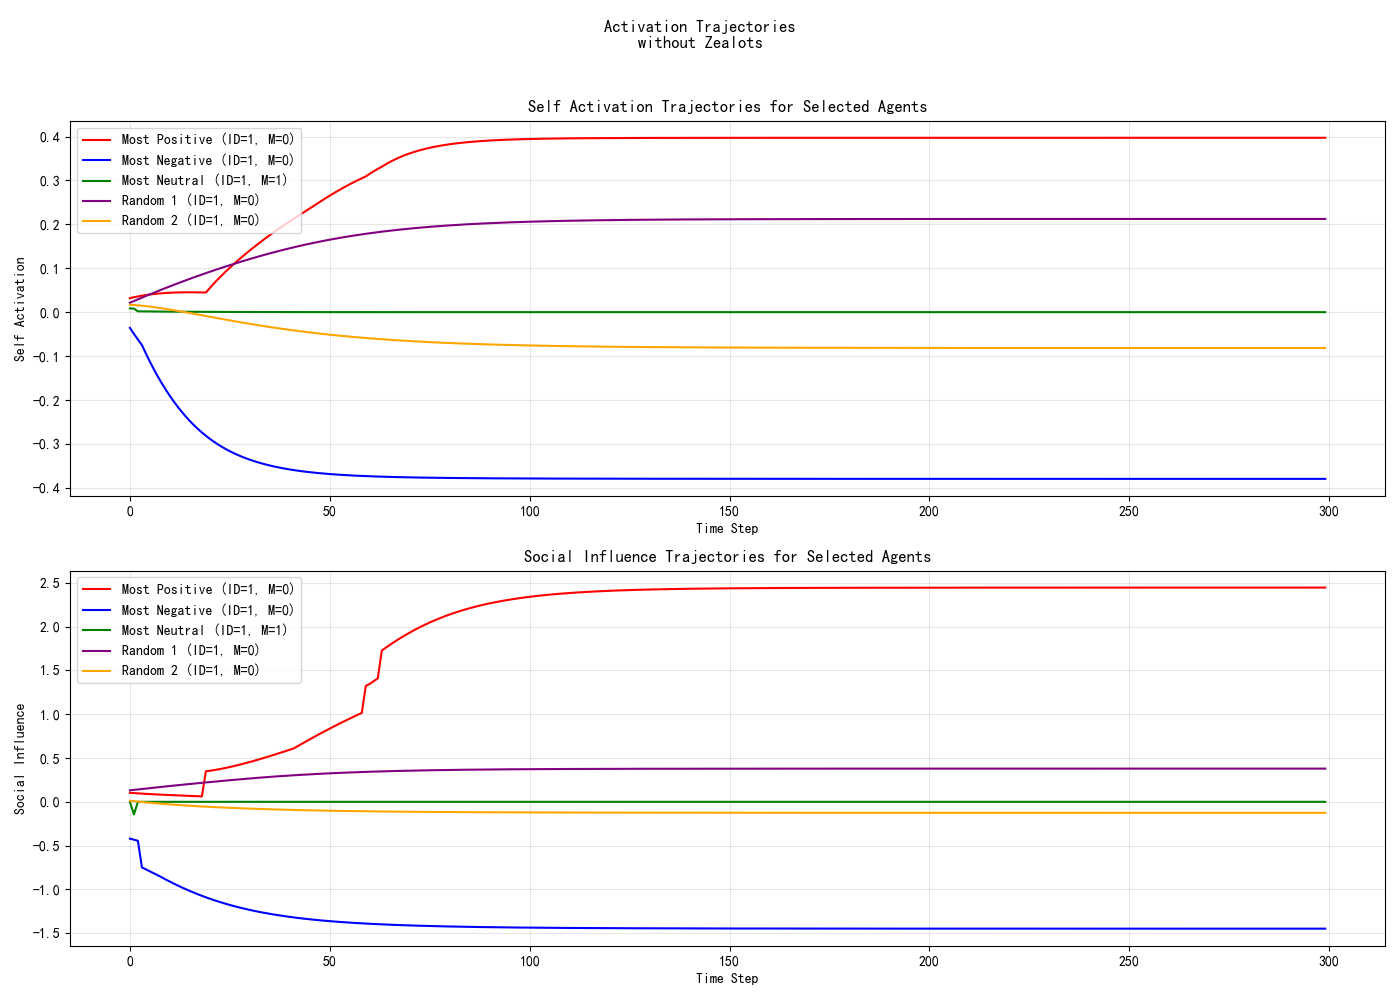 Activation Trajectories
without Zealots
Self Activation Trajectories for Selected Agents
Self Activation
0.4
0.3
0.2
0.1
0.0
−0.1
−0.2
−0.3
−0.4
Most Positive (ID=1, M=0)
Most Negative (ID=1, M=0)
Most Neutral (ID=1, M=1)
Random 1 (ID=1, M=0)
Random 2 (ID=1, M=0)
0 50 100 150 200 250 300
Time Step
Social Influence Trajectories for Selected Agents
Social Influence
2.5
2.0
1.5
1.0
0.5
0.0
−0.5
−1.0
−1.5
Most Positive (ID=1, M=0)
Most Negative (ID=1, M=0)
Most Neutral (ID=1, M=1)
Random 1 (ID=1, M=0)
Random 2 (ID=1, M=0)
0 50 100 150 200 250 300
Time Step